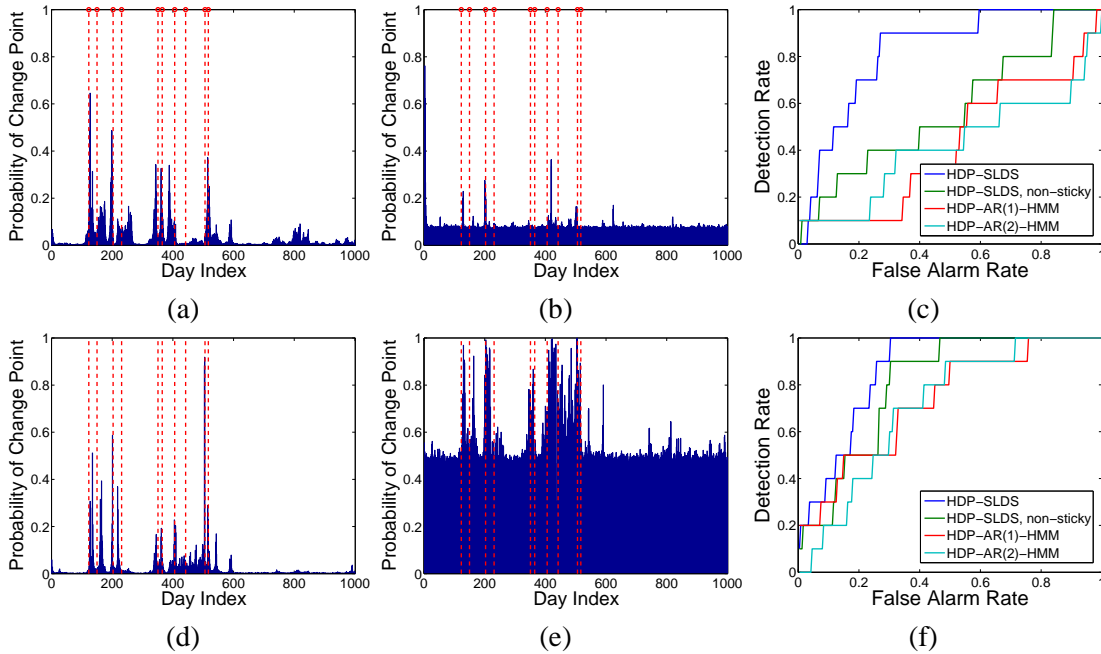 1
0.8
0.6
0.4
0.2
0
0 200 400 600 800 1000
Probability of Change Point
Day Index
(a)
1
0.8
0.6
0.4
0.2
0
0 200 400 600 800 1000
Probability of Change Point
Day Index
(b)
1
0.8
0.6
0.4
0.2
0
0.2 0.4 0.6 0.8 1
Detection Rate
False Alarm Rate
HDP-SLDS
HDP-SLDS, non-sticky
HDP-AR(1)-HMM
HDP-AR(2)-HMM
(c)
1
0.8
0.6
0.4
0.2
0
0 200 400 600 800 1000
Probability of Change Point
Day Index
(d)
1
0.8
0.6
0.4
0.2
0
0 200 400 600 800 1000
Probability of Change Point
Day Index
(e)
1
0.8
0.6
0.4
0.2
0
0.2 0.4 0.6 0.8 1
Detection Rate
False Alarm Rate
HDP-SLDS
HDP-SLDS, non-sticky
HDP-AR(1)-HMM
HDP-AR(2)-HMM
(f)